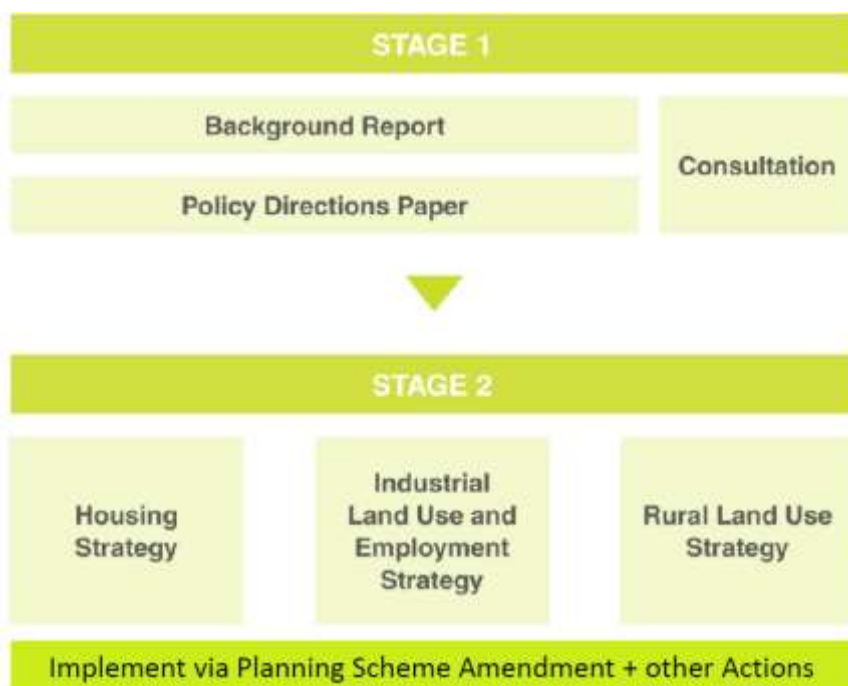 STAGE 1
Background Report
Policy Directions Paper
Consultation
STAGE 2
Housing
Strategy
Industrial
Land Use and
Employment
Strategy
Rural Land Use
Strategy
Implement via Planning Scheme Amendment + other Actions